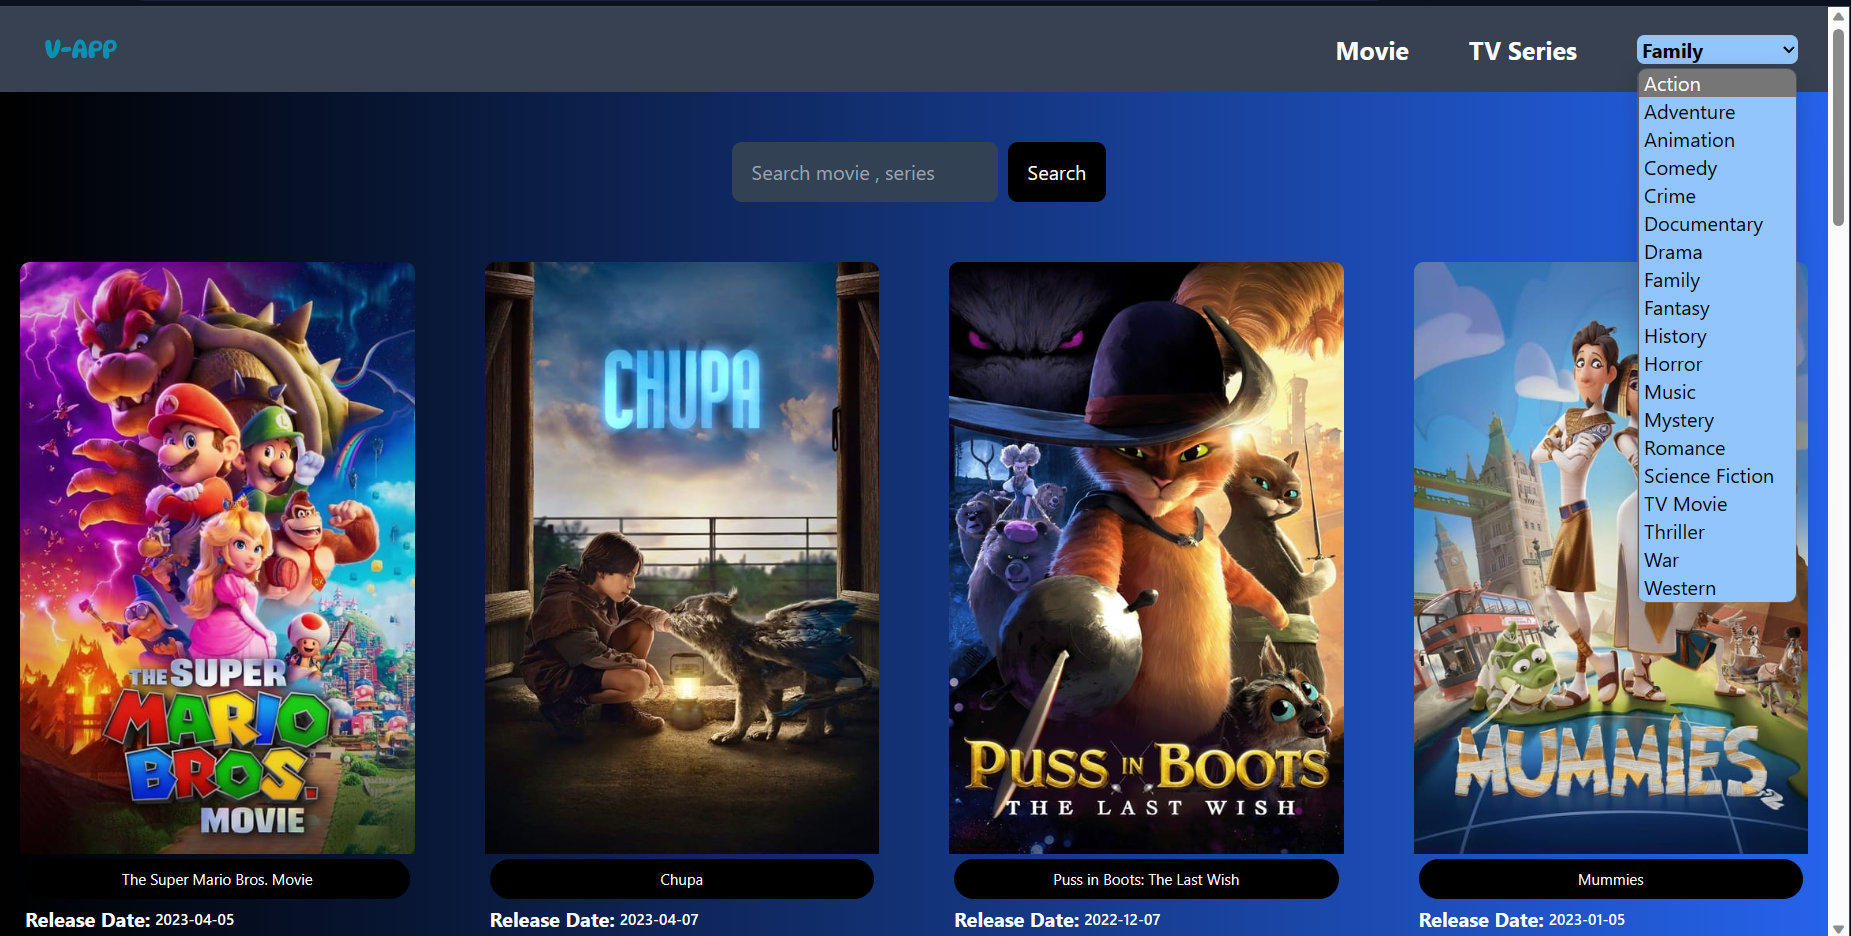 V-APP
Movie
TV Series
Family
Action
Adventure
Animation
Comedy
Crime
Documentary
Drama
Family
Fantasy
History
Horror
Music
Mystery
Romance
Science Fiction
TV Movie
Thriller
War
Western
Search movie , series
Search
THE SUPER
MARIO
BROS.
MOVIE
CHUPA
PUSS IN BOOTS
THE LAST WISH
MUMMIES
The Super Mario Bros. Movie
Chupa
Puss in Boots: The Last Wish
Mummies
Release Date: 2023-04-05
Release Date: 2023-04-07
Release Date: 2022-12-07
Release Date: 2023-01-05